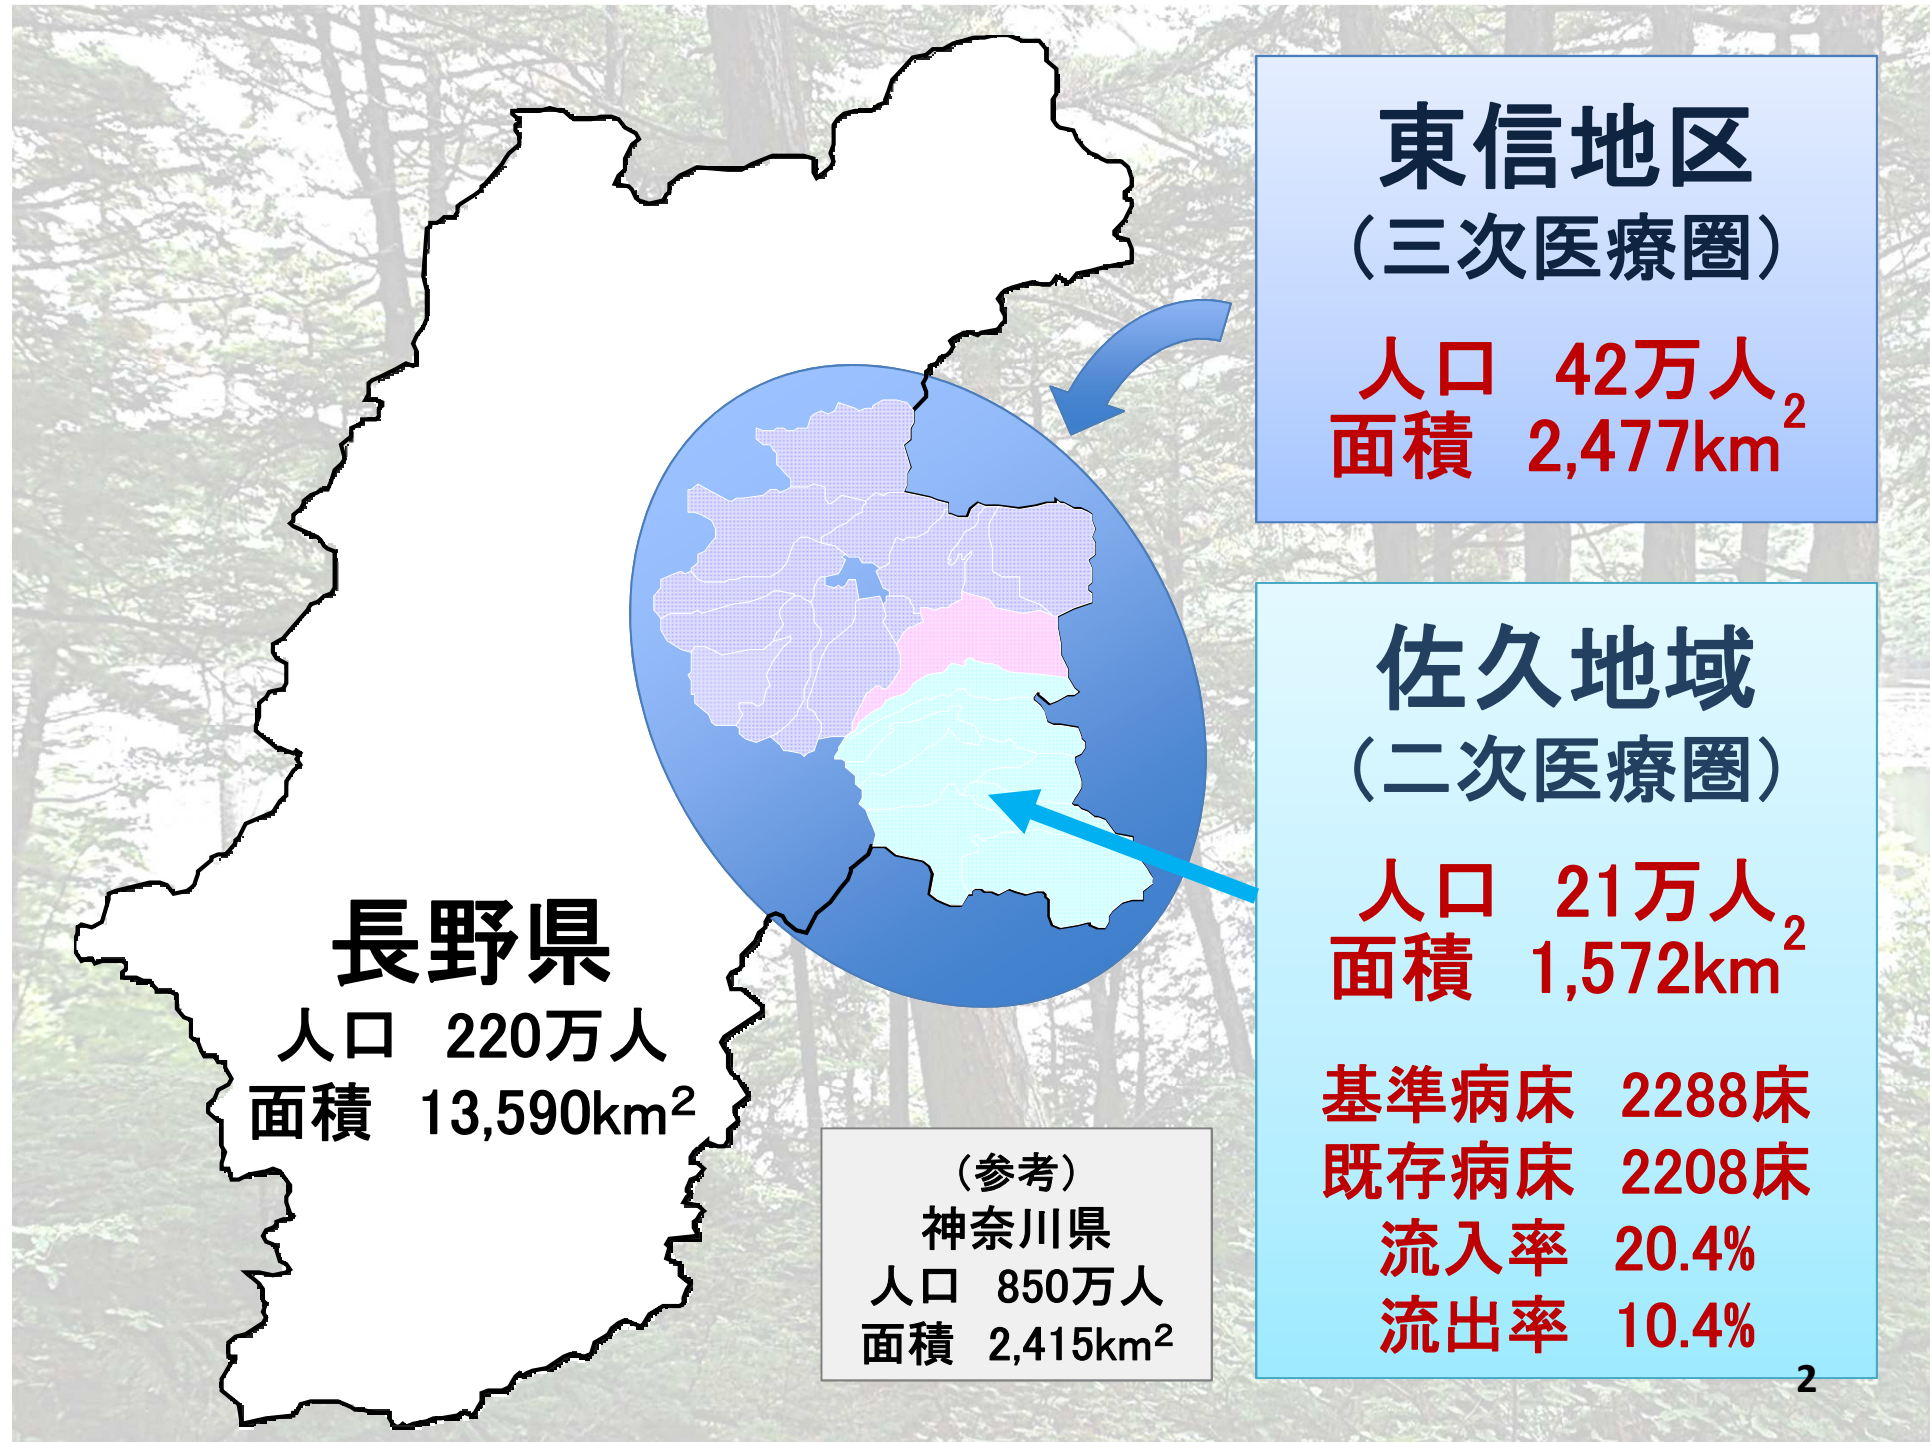 東信地区
（三次医療圏）
人口　42万人
面積　2,477km²
佐久地域
（二次医療圏）
人口　21万人
面積　1,572km²
基準病床　2288床
既存病床　2208床
流入率　20.4%
流出率　10.4%
長野県
人口　220万人
面積　13,590km²
（参考）
神奈川県
人口　850万人
面積　2,415km²
2